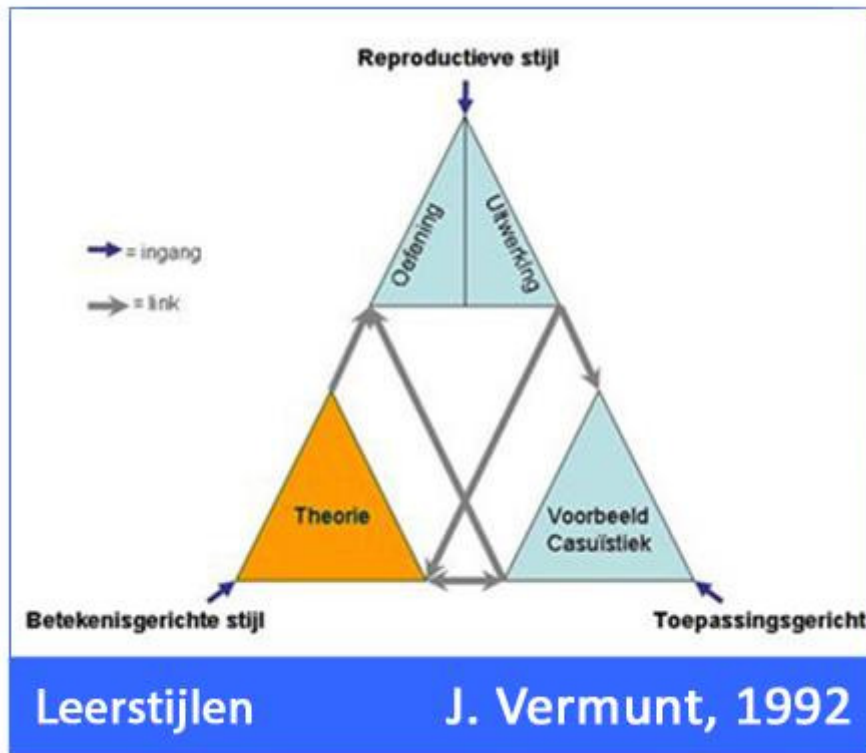 Reproductieve stijl
= ingang
= link
Oefening
Uitwerking
Theorie
Voorbeeld
Casuïstiek
Betekenisgerichte stijl
Toepassingsgericht
Leerstijlen
J. Vermunt, 1992